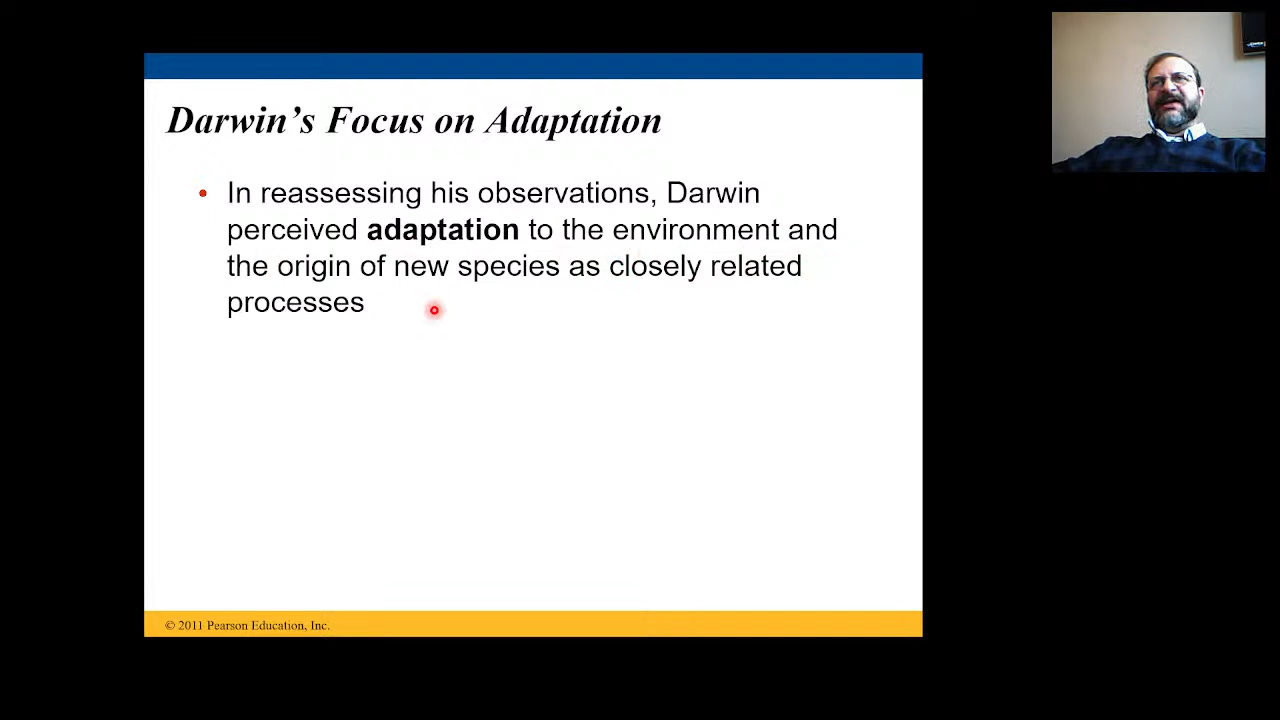 Darwin’s Focus on Adaptation
• In reassessing his observations, Darwin
perceived adaptation to the environment and
the origin of new species as closely related
processes
© 2011 Pearson Education, Inc.